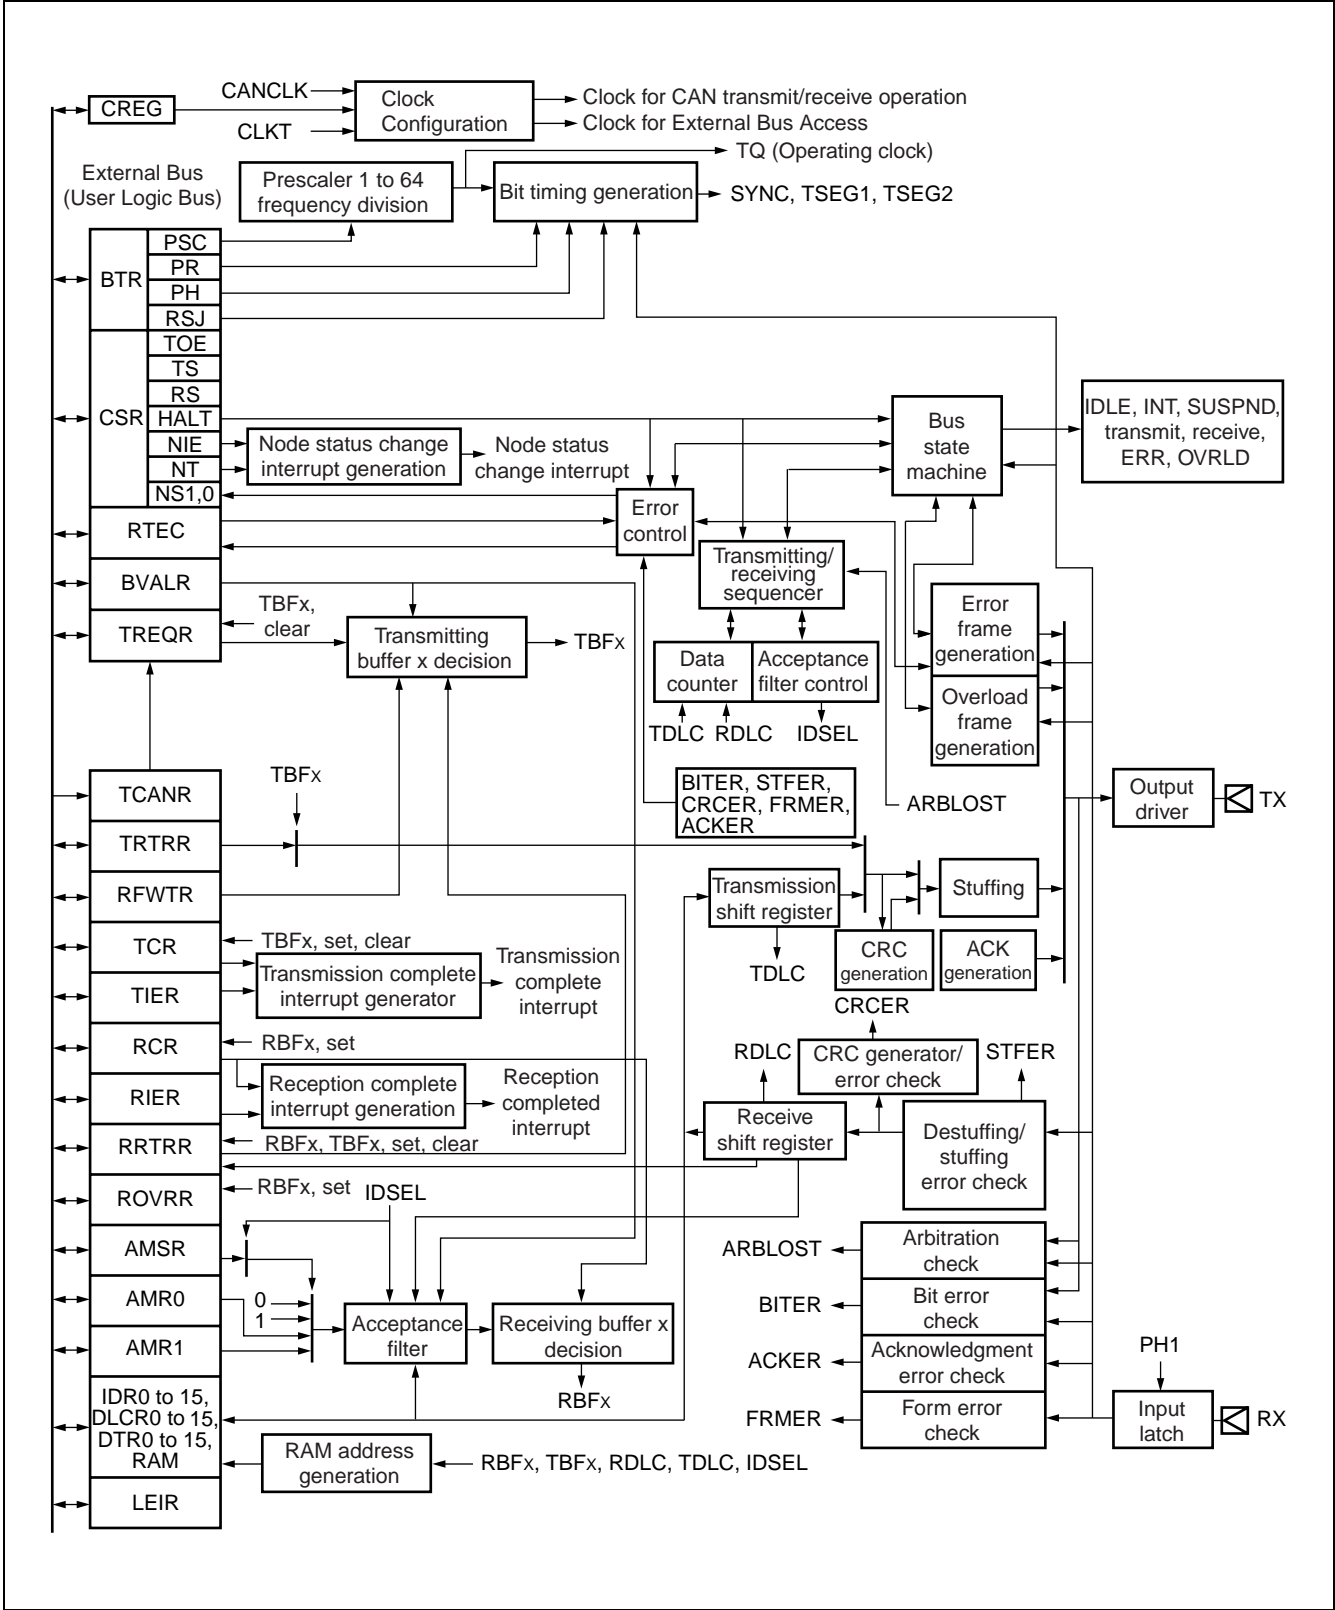 CREG
CANCLK
CLKT
Clock
Configuration
Clock for CAN transmit/receive operation
Clock for External Bus Access
TQ (Operating clock)
External Bus
(User Logic Bus)
Prescaler 1 to 64
frequency division
Bit timing generation
SYNC, TSEG1, TSEG2
BTR
PSC
PR
PH
RSJ
CSR
TOE
TS
RS
HALT
NIE
NT
NS1,0
Node status change
interrupt generation
Node status
change interrupt
Bus
state
machine
IDLE, INT, SUSPND,
transmit, receive,
ERR, OVRLD
Error
control
RTEC
BVALR
TREQR
TBFx,
clear
Transmitting
buffer x decision
TBFx
Transmitting/
receiving
sequencer
Data
counter
Acceptance
filter control
TDLC
RDLC
IDSEL
Error
frame
generation
Overload
frame
generation
TCANR
TRTRR
RFWTR
TBFx
BITER, STFER,
CRCER, FRMER,
ACKER
ARBLOST
Output
driver
TX
Transmission
shift register
TDLC
Stuffing
CRC
generation
ACK
generation
TCR
TIER
TBFx, set, clear
Transmission complete
interrupt generator
Transmission
complete
interrupt
CRCER
RCR
RIER
RBFx, set
Reception complete
interrupt generation
Reception
completed
interrupt
RDLC
CRC generator/
error check
STFER
Receive
shift register
Destuffing/
stuffing
error check
RRTRR
RBFx, TBFx, set, clear
ROVRR
RBFx, set
IDSEL
AMSR
AMR0
AMR1
0
1
Acceptance
filter
Receiving buffer x
decision
RBFx
ARBLOST
Arbitration
check
BITER
Bit error
check
ACKER
Acknowledgment
error check
FRMER
Form error
check
PH1
Input
latch
RX
IDR0 to 15,
DLCR0 to 15,
DTR0 to 15,
RAM
RAM address
generation
RBFx, TBFx, RDLC, TDLC, IDSEL
LEIR